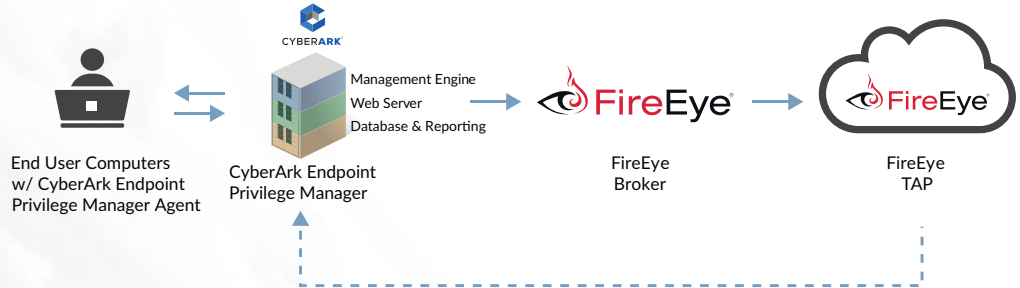 CYBERARK®
Management Engine
Web Server
Database & Reporting
FireEye®
FireEye®
End User Computers
w/ CyberArk Endpoint
Privilege Manager Agent
CyberArk Endpoint
Privilege Manager
FireEye
Broker
FireEye
TAP